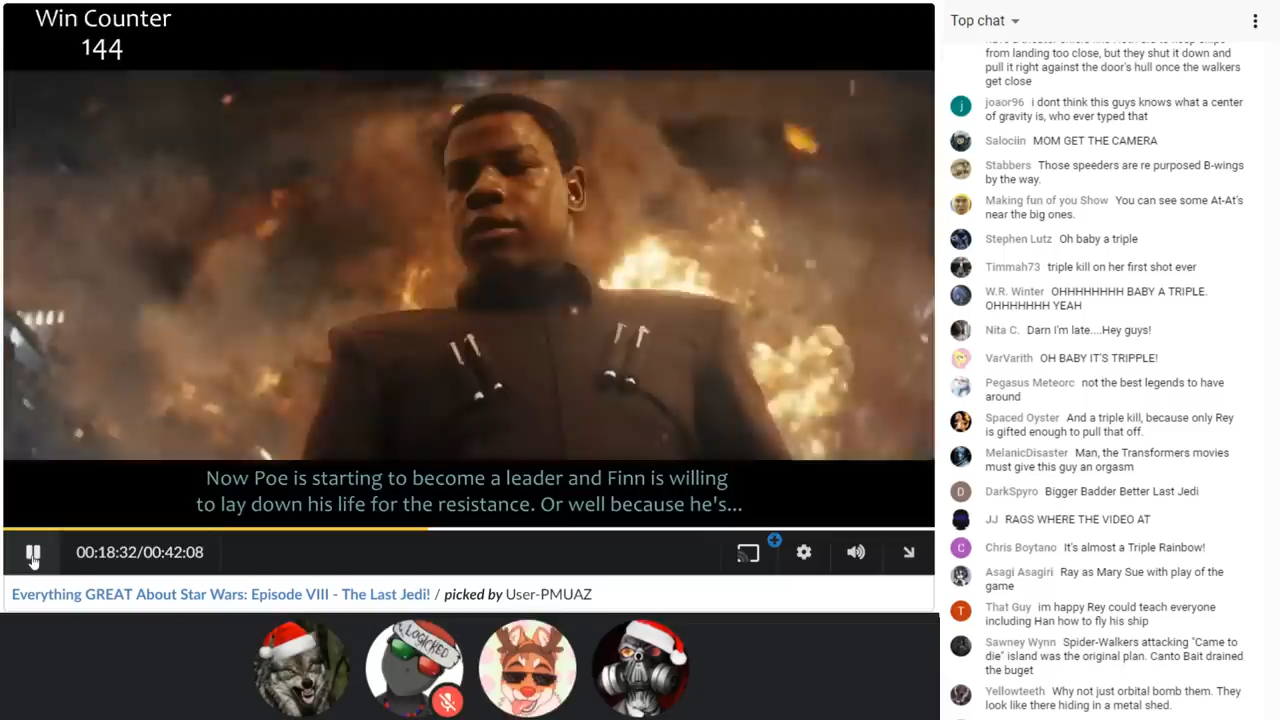 Win Counter
144
Now Poe is starting to become a leader and Finn is willing
to lay down his life for the resistance. Or well because he's...
00:18:32/00:42:08
Everything GREAT About Star Wars: Episode VIII - The Last Jedi! / picked by User-PMUAZ
LOGICKED
Top chat
from landing too close, but they shut it down and
pull it right against the door's hull once the walkers
get close
j
joaor96 i dont think this guys knows what a center
of gravity is, who ever typed that
Salociin MOM GET THE CAMERA
Stabbers Those speeders are re purposed B-wings
by the way.
Making fun of you Show You can see some At-At's
near the big ones.
Stephen Lutz Oh baby a triple
Timmah73 triple kill on her first shot ever
W.R. Winter OHHHHHHHH BABY A TRIPLE.
OHHHHHHH YEAH
Nita C. Darn I'm late....Hey guys!
VarVarith OH BABY IT'S TRIPPLE!
Pegasus Meteorc not the best legends to have
around
Spaced Oyster And a triple kill, because only Rey
is gifted enough to pull that off.
MelanicDisaster Man, the Transformers movies
must give this guy an orgasm
D
DarkSpyro Bigger Badder Better Last Jedi
JJ RAGS WHERE THE VIDEO AT
C
Chris Boytano It's almost a Triple Rainbow!
Asagi Asagiri Ray as Mary Sue with play of the
game
T
That Guy im happy Rey could teach everyone
including Han how to fly his ship
Sawney Wynn Spider-Walkers attacking "Came to
die" island was the original plan. Canto Bait drained
the buget
Yellowteeth Why not just orbital bomb them. They
look like there hiding in a metal shed.